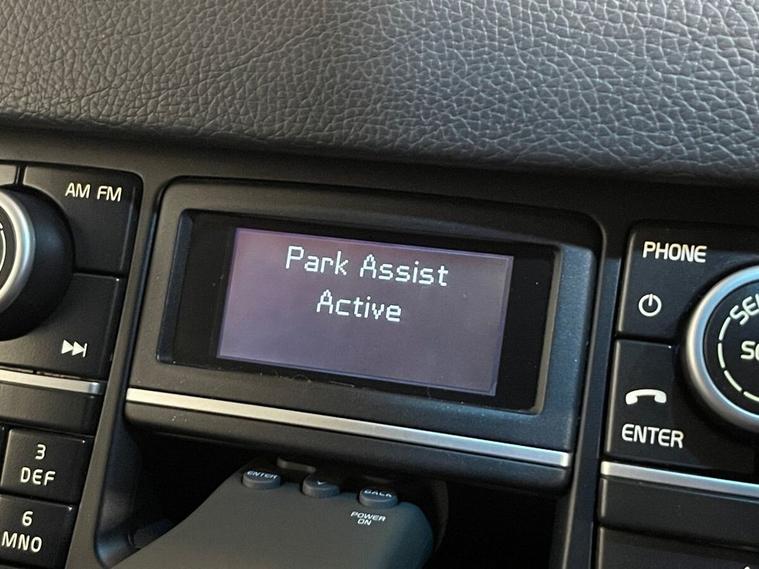 AM FM
Park Assist
Active
PHONE
ENTER
3
DEF
6
MNO
ENTER
BACK
POWER
ON